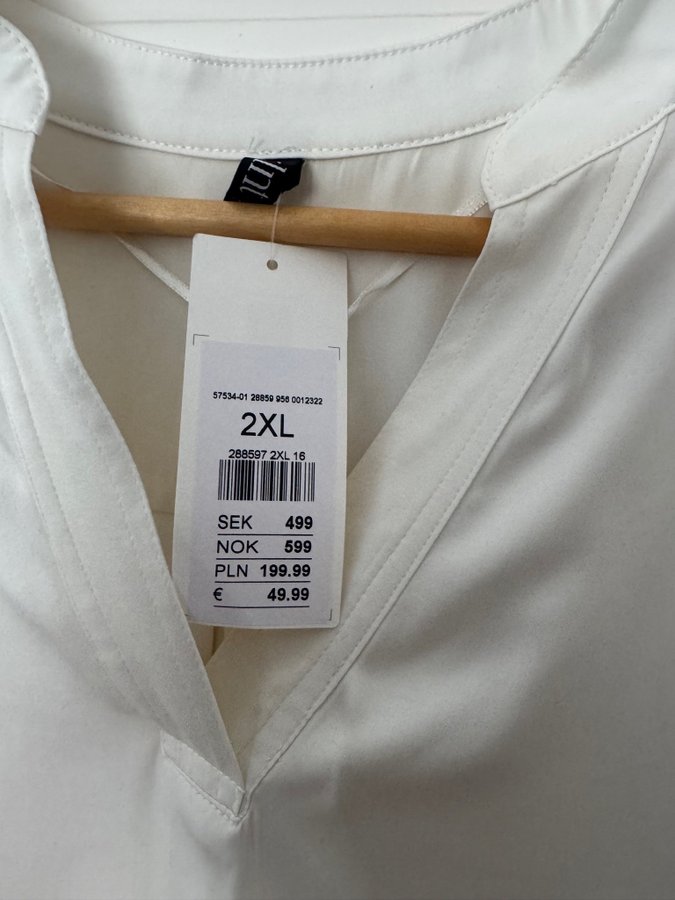 57534-01 28859 956 0012322
2XL
288597 2XL 16
SEK 499
NOK 599
PLN 199.99
€ 49.99